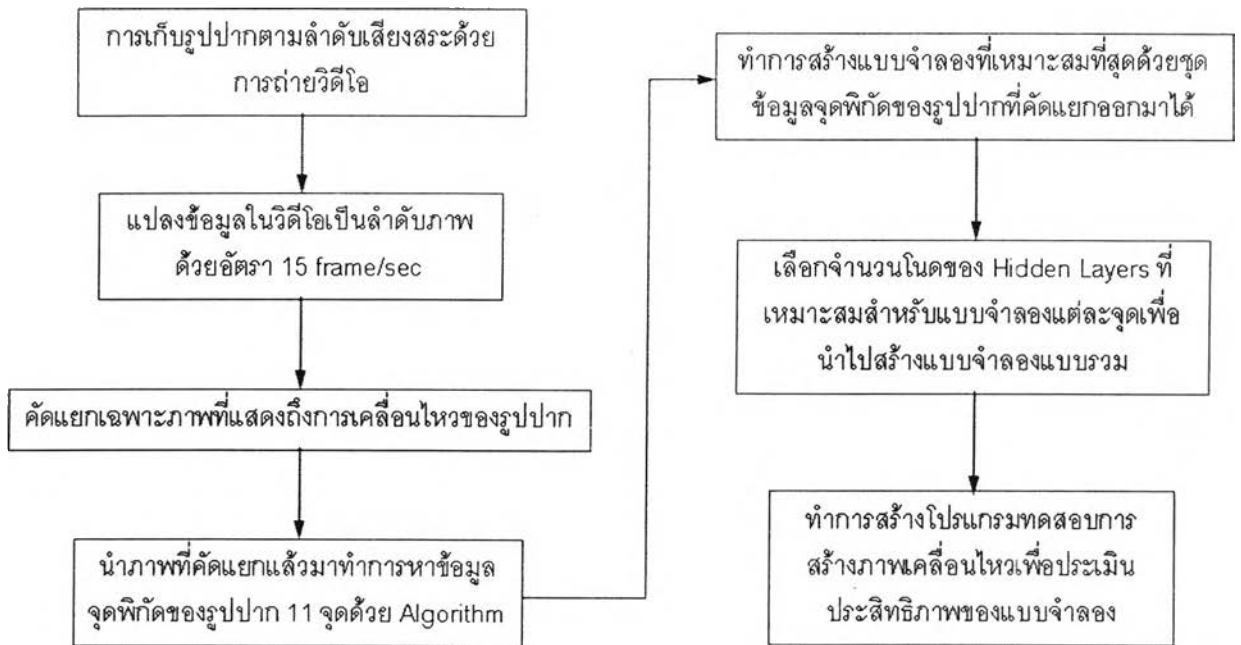 การเก็บรูปปากตามลำดับเสียงสระด้วย
การถ่ายวิดีโอ
แปลงข้อมูลในวิดีโอเป็นลำดับภาพ
ด้วยอัตรา 15 frame/sec
คัดแยกเฉพาะภาพที่แสดงถึงการเคลื่อนไหวของรูปปาก
นำภาพที่คัดแยกแล้วมาทำการหาข้อมูล
จุดพิกัดของรูปปาก 11 จุดด้วย Algorithm
ทำการสร้างแบบจำลองที่เหมาะสมที่สุดด้วยชุด
ข้อมูลจุดพิกัดของรูปปากที่คัดแยกออกมาได้
เลือกจำนวนโนดของ Hidden Layers ที่
เหมาะสมสำหรับแบบจำลองแต่ละจุดเพื่อ
นำไปสร้างแบบจำลองแบบรวม
ทำการสร้างโปรแกรมทดสอบการ
สร้างภาพเคลื่อนไหวเพื่อประเมิน
ประสิทธิภาพของแบบจำลอง